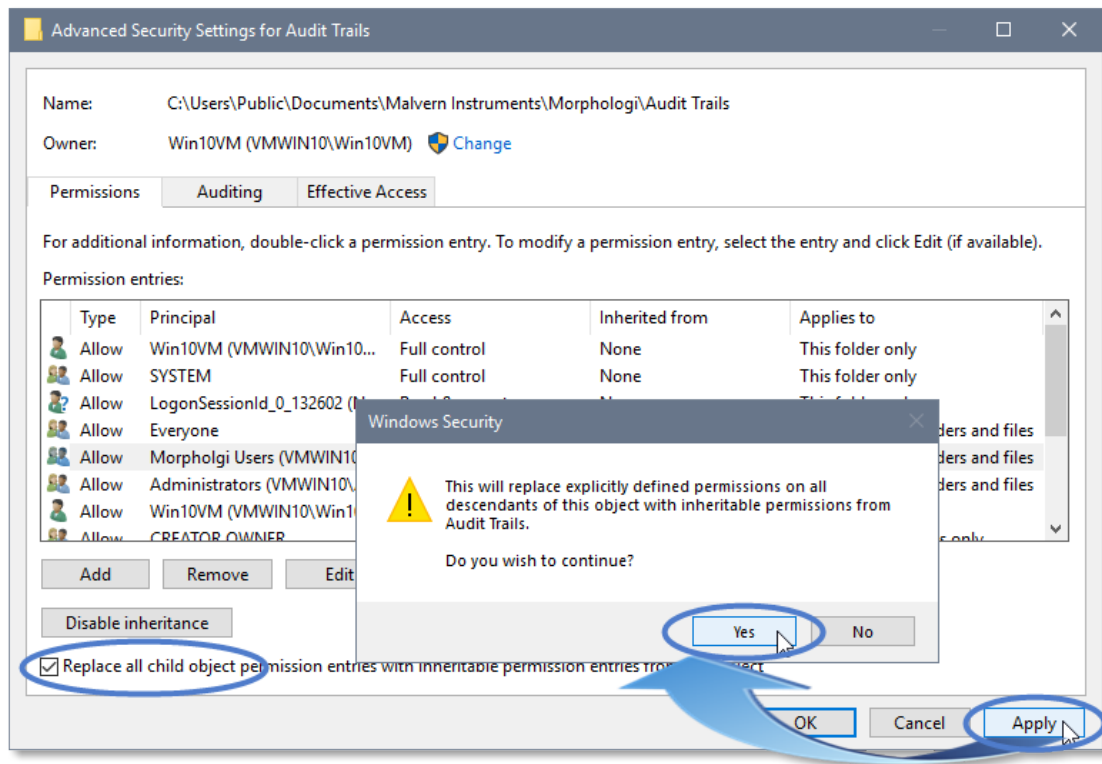 Advanced Security Settings for Audit Trails
Name: C:\Users\Public\Documents\Malvern Instruments\Morphologi\Audit Trails
Owner: Win10VM (VMWIN10\Win10VM) Change
Permissions Auditing Effective Access
For additional information, double-click a permission entry. To modify a permission entry, select the entry and click Edit (if available).
Permission entries:
Type Principal Access Inherited from Applies to
Allow Win10VM (VMWIN10\Win10... Full control None This folder only
Allow SYSTEM Full control None This folder only
Allow LogonSessionId_0_132602
Allow Everyone ders and files
Allow Morpholgi Users (VMWIN10 ders and files
Allow Administrators (VMWIN10\ ders and files
Allow Win10VM (VMWIN10\Win1
Allow CREATOR OWNER s only
Windows Security
This will replace explicitly defined permissions on all
descendants of this object with inheritable permissions from
Audit Trails.
Do you wish to continue?
Yes No
Add Remove Edit
Disable inheritance
Replace all child object permission entries with inheritable permission entries from ject
OK Cancel Apply